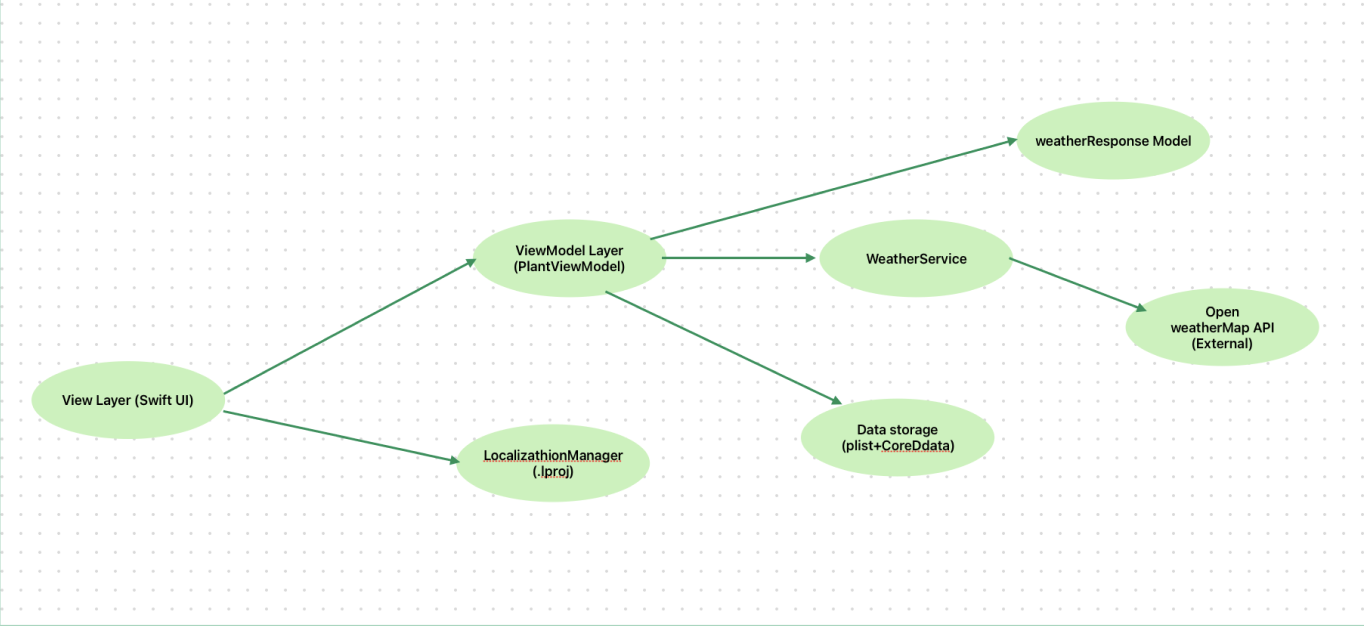 weatherResponse Model
ViewModel Layer
(PlantViewModel)
WeatherService
Open
weatherMap API
(External)
View Layer (Swift UI)
Data storage
(plist+CoreDdata)
LocalizathionManager
(.lproj)